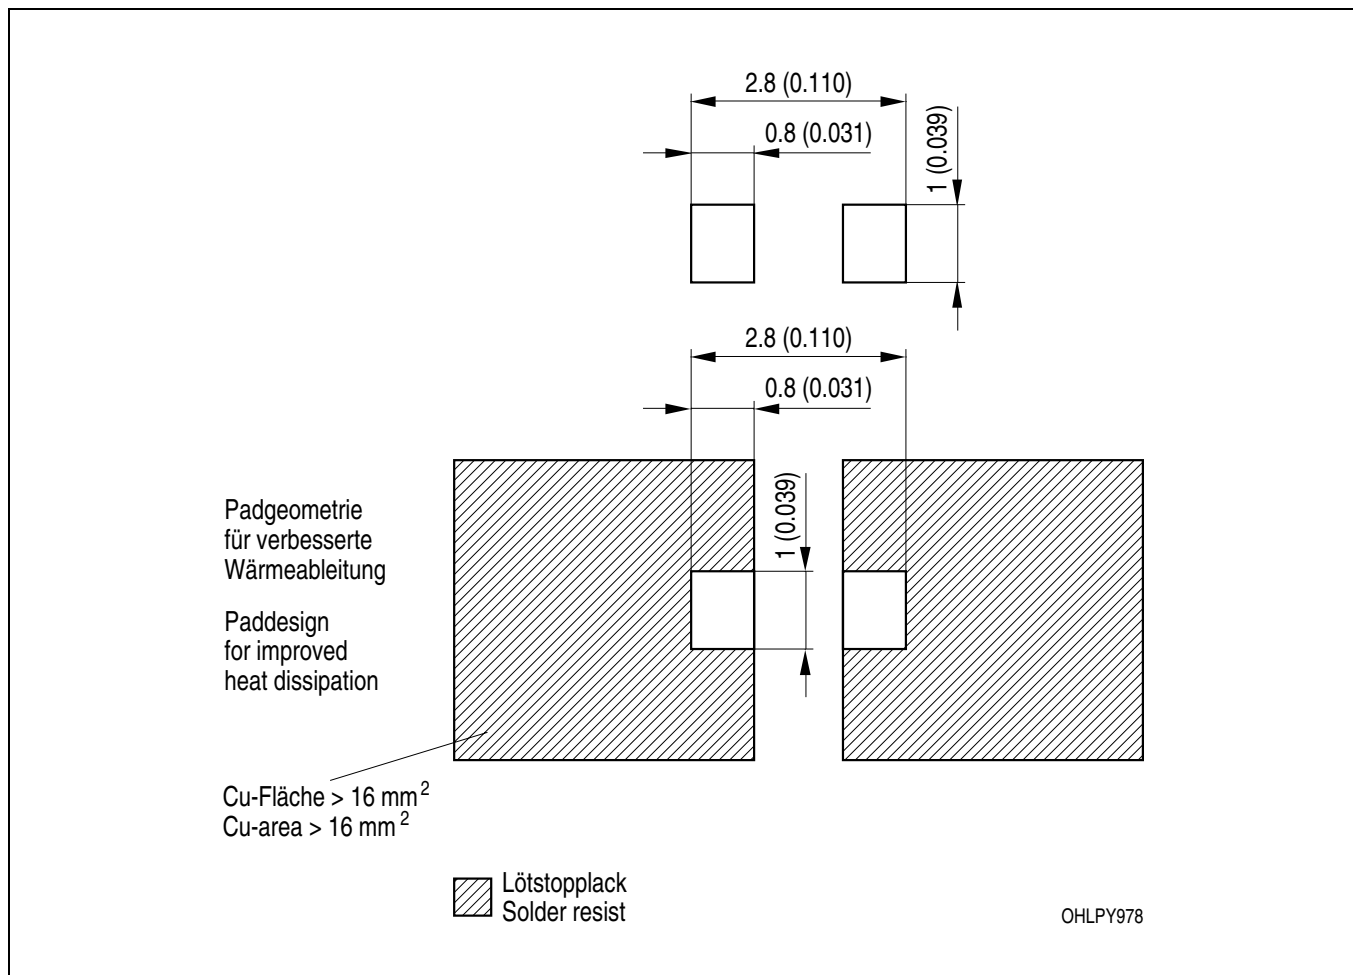 2.8 (0.110)
0.8 (0.031)
1 (0.039)
2.8 (0.110)
0.8 (0.031)
1 (0.039)
Padgeometrie
für verbesserte
Wärmeableitung
Paddesign
for improved
heat dissipation
Cu-Fläche > 16 mm²
Cu-area > 16 mm²
Lötstopplack
Solder resist
OHLPY978